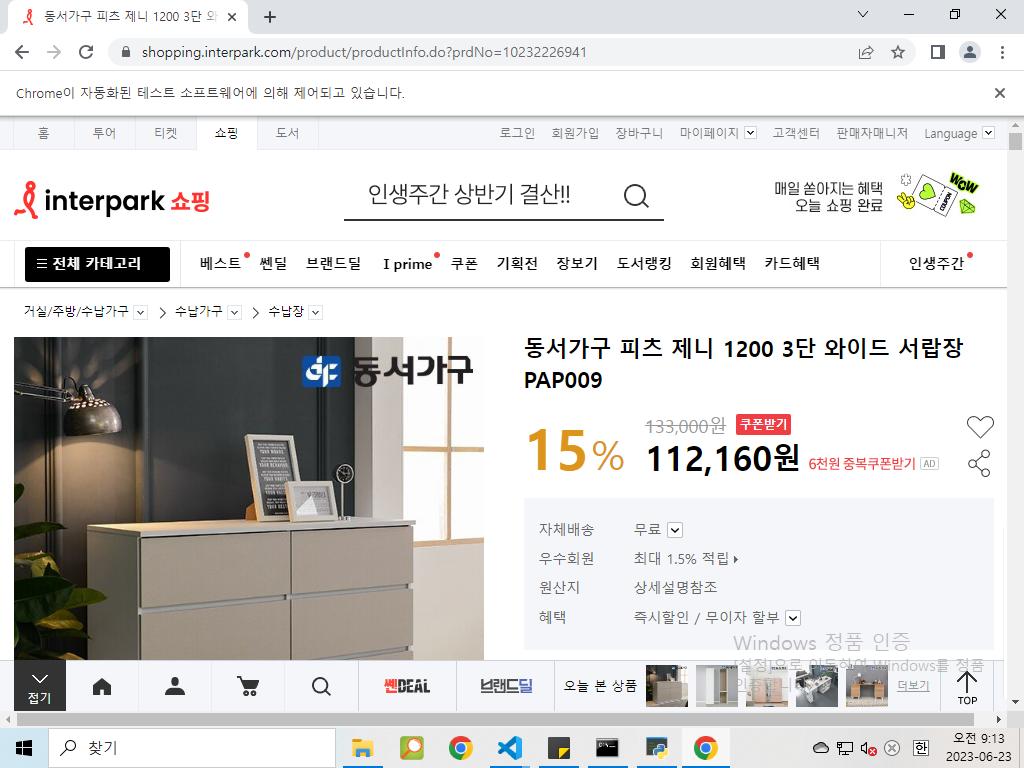 동서가구 피츠 제니 1200 3단 와
shopping.interpark.com/product/productInfo.do?prdNo=10232226941
Chrome이 자동화된 테스트 소프트웨어에 의해 제어되고 있습니다.
홈 투어 티켓 쇼핑 도서 로그인 회원가입 장바구니 마이페이지 고객센터 판매자매니저 Language
interpark 쇼핑
인생주간 상반기 결산!!
매일 쏟아지는 혜택
오늘 쇼핑 완료
WOW
COUPON
전체 카테고리 베스트 쎈딜 브랜드딜 I prime 쿠폰 기획전 장보기 도서랭킹 회원혜택 카드혜택 인생주간
거실/주방/수납가구 수납가구 수납장
동서가구
동서가구 피츠 제니 1200 3단 와이드 서랍장
PAP009
15%
133,000원 쿠폰받기
112,160원 6천원 중복쿠폰받기 AD
자체배송 무료
우수회원 최대 1.5% 적립
원산지 상세설명참조
혜택 즉시할인 / 무이자 할부
Windows 정품 인증
[설정]으로 이동하여 Windows를 정품
인증합니다.
접기 쎈DEAL 브랜드딜 오늘 본 상품 더보기 TOP
찾기
한
오전 9:13
2023-06-23